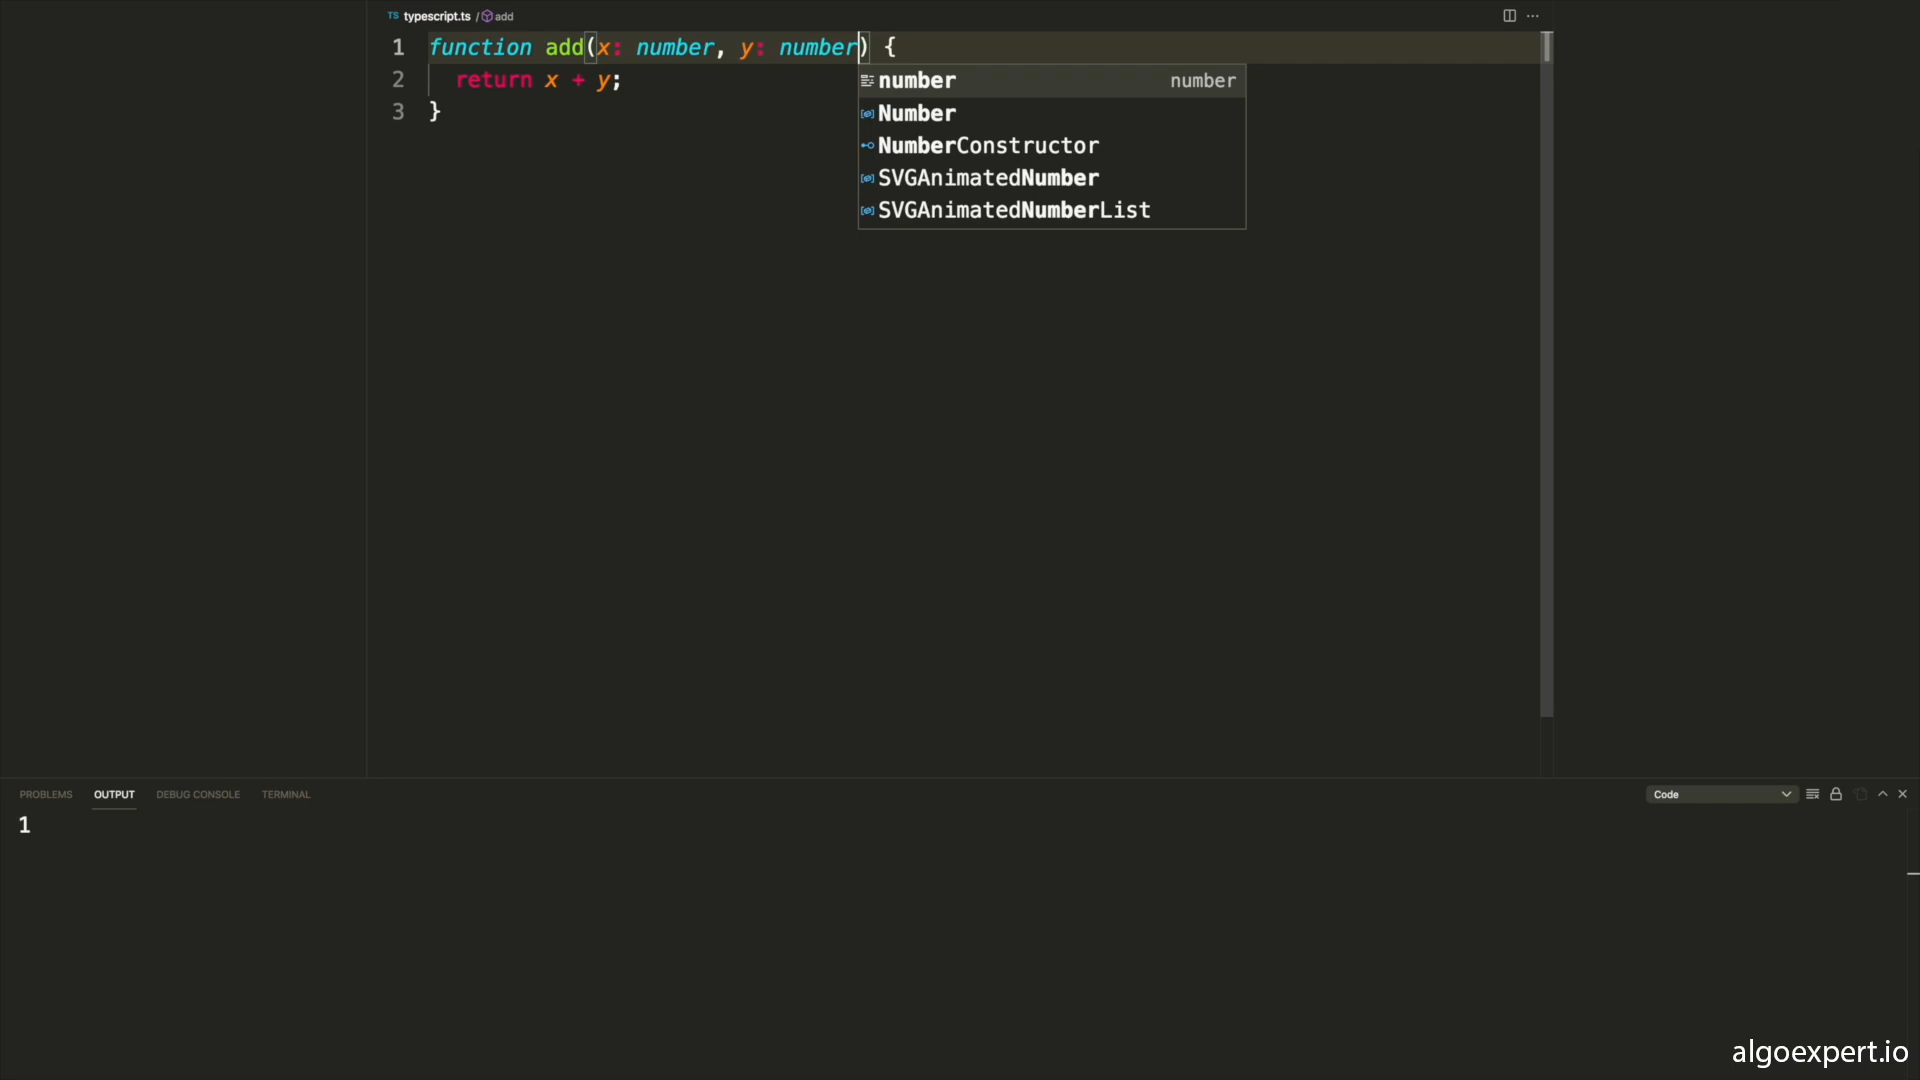 TS typescript.ts / add
1 function add(x: number, y: number) {
2 return x + y;
3 }
number number
Number
NumberConstructor
SVGAnimatedNumber
SVGAnimatedNumberList
PROBLEMS OUTPUT DEBUG CONSOLE TERMINAL Code
1
algoexpert.io